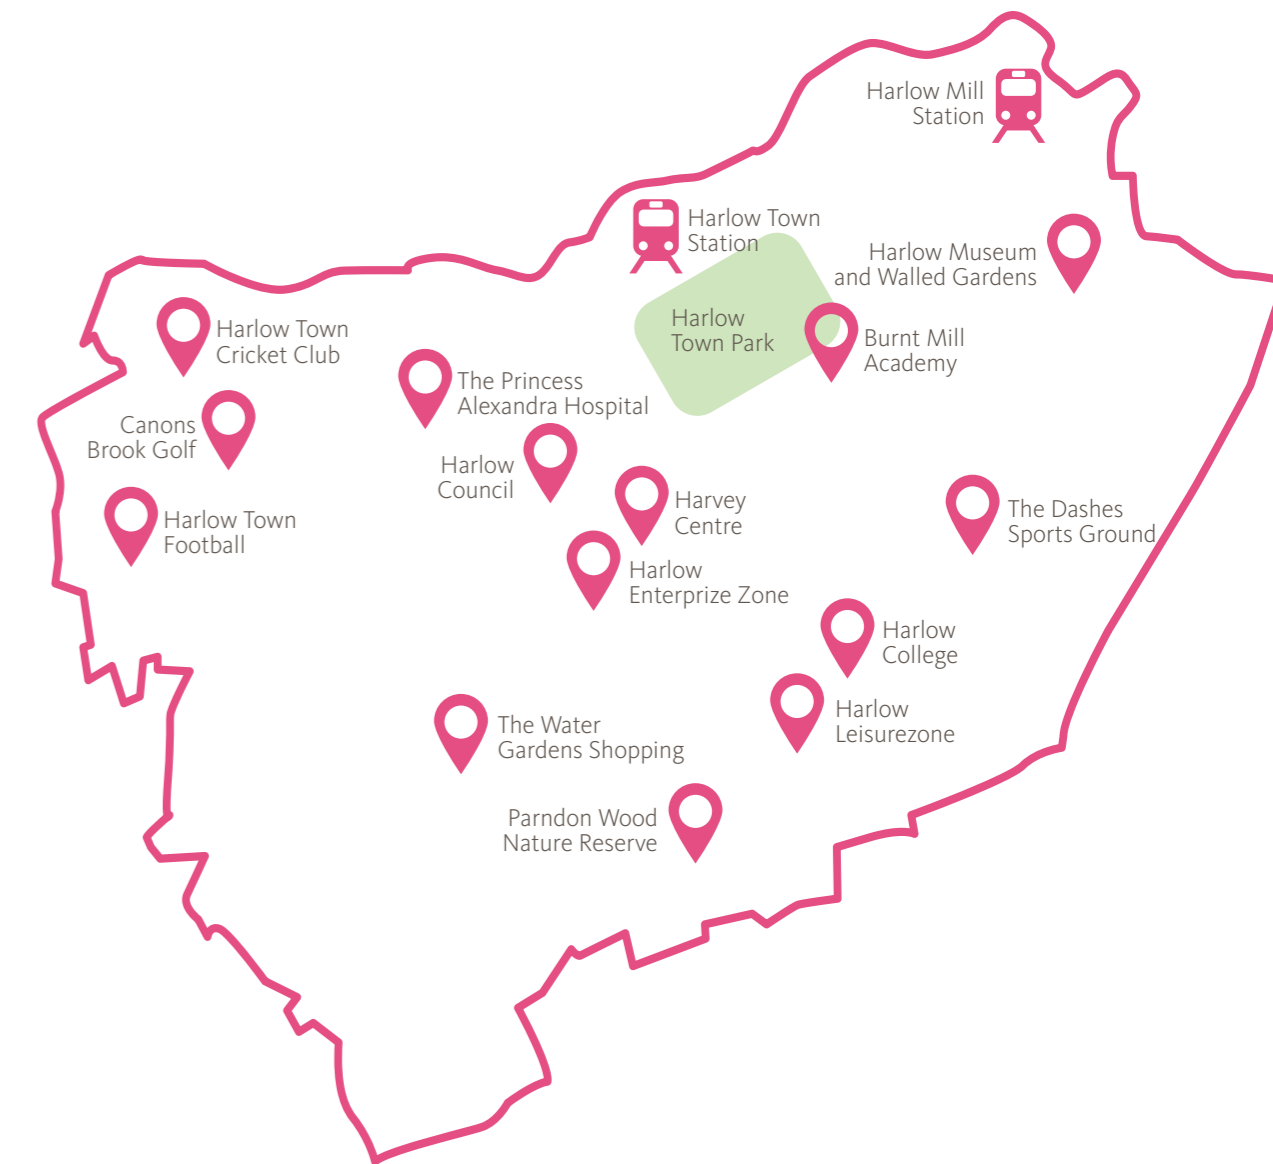 Harlow Mill
Station
Harlow Town
Station
Harlow Museum
and Walled Gardens
Harlow
Town Park
Harlow Town
Cricket Club
Burnt Mill
Academy
The Princess
Alexandra Hospital
Canons
Brook Golf
Harlow
Council
Harvey
Centre
The Dashes
Sports Ground
Harlow Town
Football
Harlow
Enterprize Zone
Harlow
College
Harlow
Leisurezone
The Water
Gardens Shopping
Parndon Wood
Nature Reserve